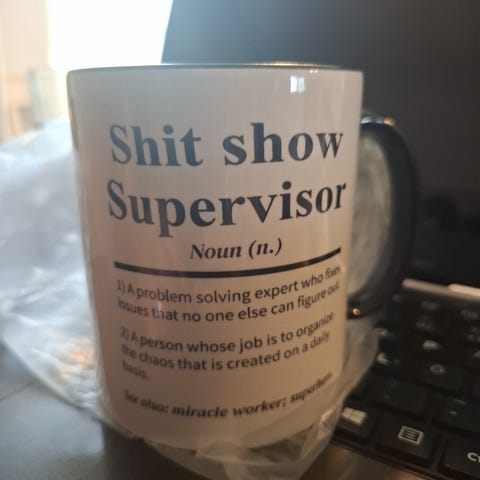 Shit show
Supervisor
Noun (n.)
1) A problem solving expert who fixes
issues that no one else can figure out.
2) A person whose job is to organize
the chaos that is created on a daily
basis.
See also: miracle worker; superhero.
Ct